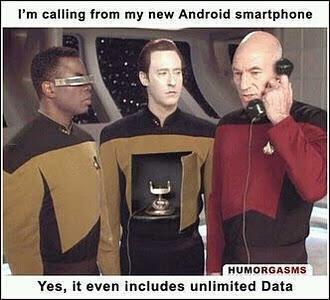 I'm calling from my new Android smartphone
HUMORGASMS
Yes, it even includes unlimited Data